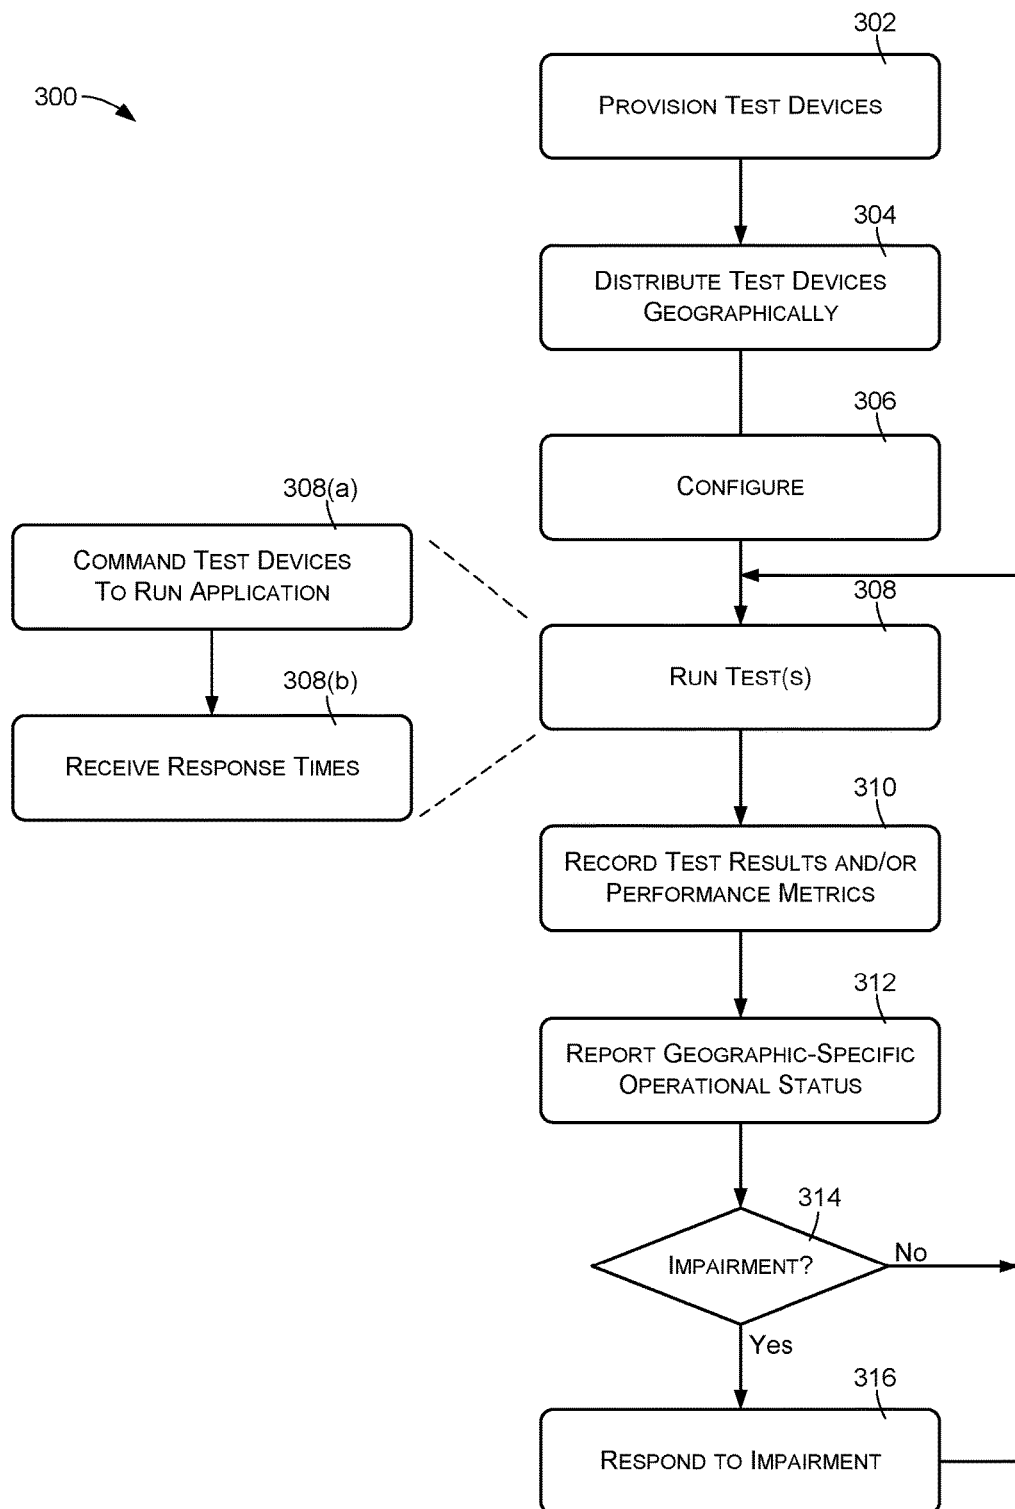 302
300
PROVISION TEST DEVICES
304
DISTRIBUTE TEST DEVICES
GEOGRAPHICALLY
306
CONFIGURE
308(a)
COMMAND TEST DEVICES
TO RUN APPLICATION
308
RUN TEST(S)
308(b)
RECEIVE RESPONSE TIMES
310
RECORD TEST RESULTS AND/OR
PERFORMANCE METRICS
312
REPORT GEOGRAPHIC-SPECIFIC
OPERATIONAL STATUS
314
IMPAIRMENT?
No
Yes
316
RESPOND TO IMPAIRMENT